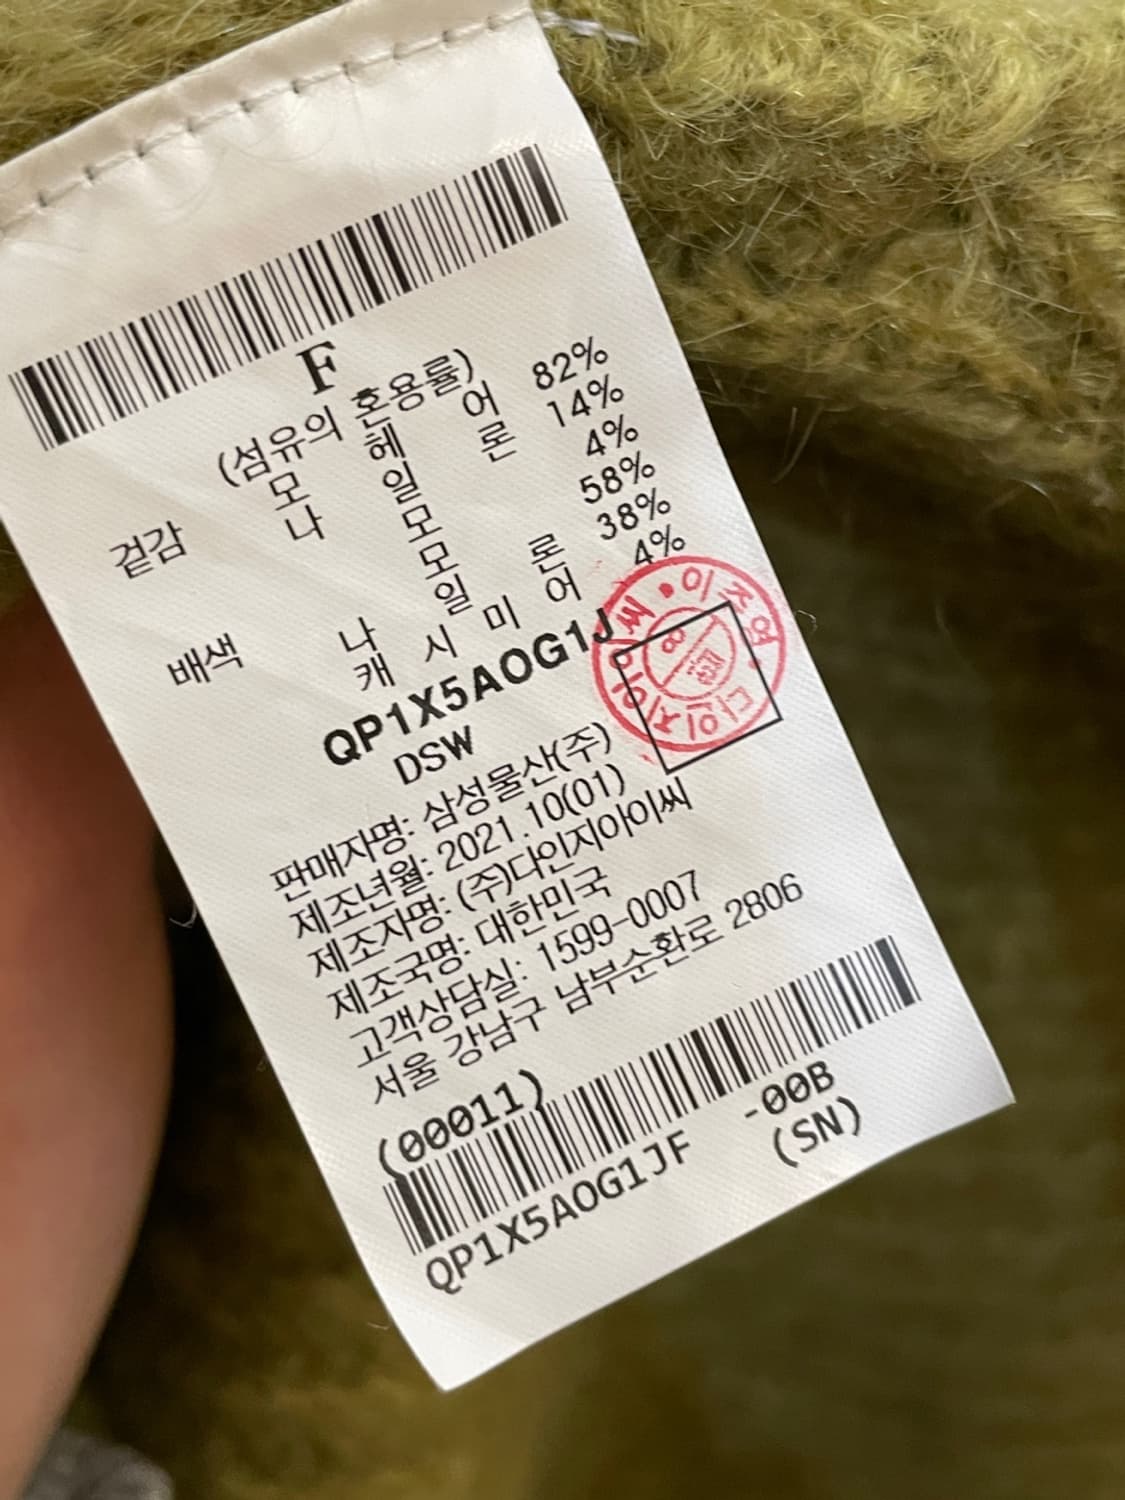 F
(섬유의 혼용률)
겉감 모 헤 어 82%
나 일 론 14%
모 4%
배색 모 58%
나 일 론 38%
캐 시 미 어 4%
QP1X5AOG1J
DSW
판매자명: 삼성물산(주)
제조년월: 2021.10(01)
제조자명: (주)다인지아이씨
제조국명: 대한민국
고객상담실: 1599-0007
서울 강남구 남부순환로 2806
(00011)
QP1X5AOG1JF -00B
(SN)